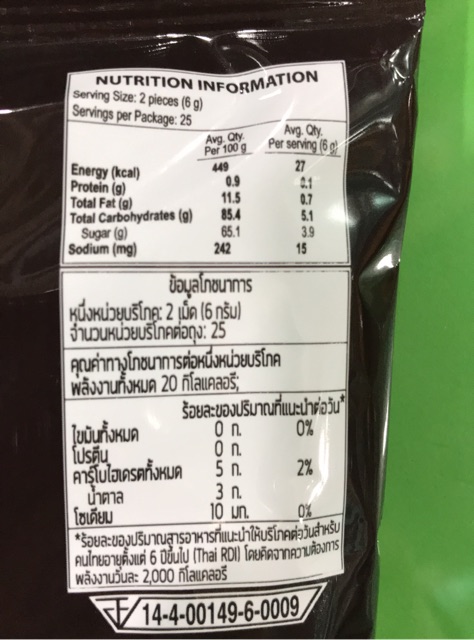 NUTRITION INFORMATION
Serving Size: 2 pieces (6 g)
Servings per Package: 25
Avg. Qty. Per 100 g Avg. Qty. Per serving (6 g)
Energy (kcal) 449 27
Protein (g) 0.9 0.1
Total Fat (g) 11.5 0.7
Total Carbohydrates (g) 85.4 5.1
Sugar (g) 65.1 3.9
Sodium (mg) 242 15
ข้อมูลโภชนาการ
หนึ่งหน่วยบริโภค: 2 เม็ด (6 กรัม)
จำนวนหน่วยบริโภคต่อถุง: 25
คุณค่าทางโภชนาการต่อหนึ่งหน่วยบริโภค
พลังงานทั้งหมด 20 กิโลแคลอรี;
ร้อยละของปริมาณที่แนะนำต่อวัน*
ไขมันทั้งหมด 0 ก. 0%
โปรตีน 0 ก.
คาร์โบไฮเดรตทั้งหมด 5 ก. 2%
น้ำตาล 3 ก.
โซเดียม 10 มก. 0%
*ร้อยละของปริมาณสารอาหารที่แนะนำให้บริโภคต่อวันสำหรับ
คนไทยอายุตั้งแต่ 6 ปีขึ้นไป (Thai RDI) โดยคิดจากความต้องการ
พลังงานวันละ 2,000 กิโลแคลอรี
14-4-00149-6-0009